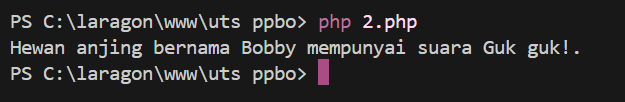 PS C:\laragon\www\uts ppbo> php 2.php
Hewan anjing bernama Bobby mempunyai suara Guk guk!.
PS C:\laragon\www\uts ppbo>